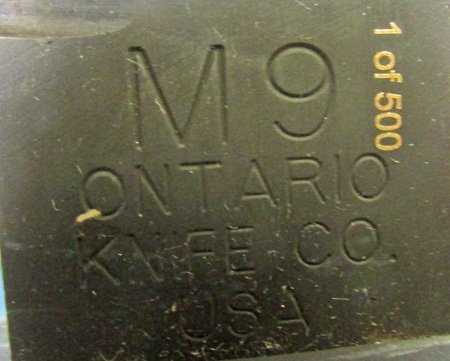 M9
ONTARIO
KNIFE CO.
USA
1 of 500